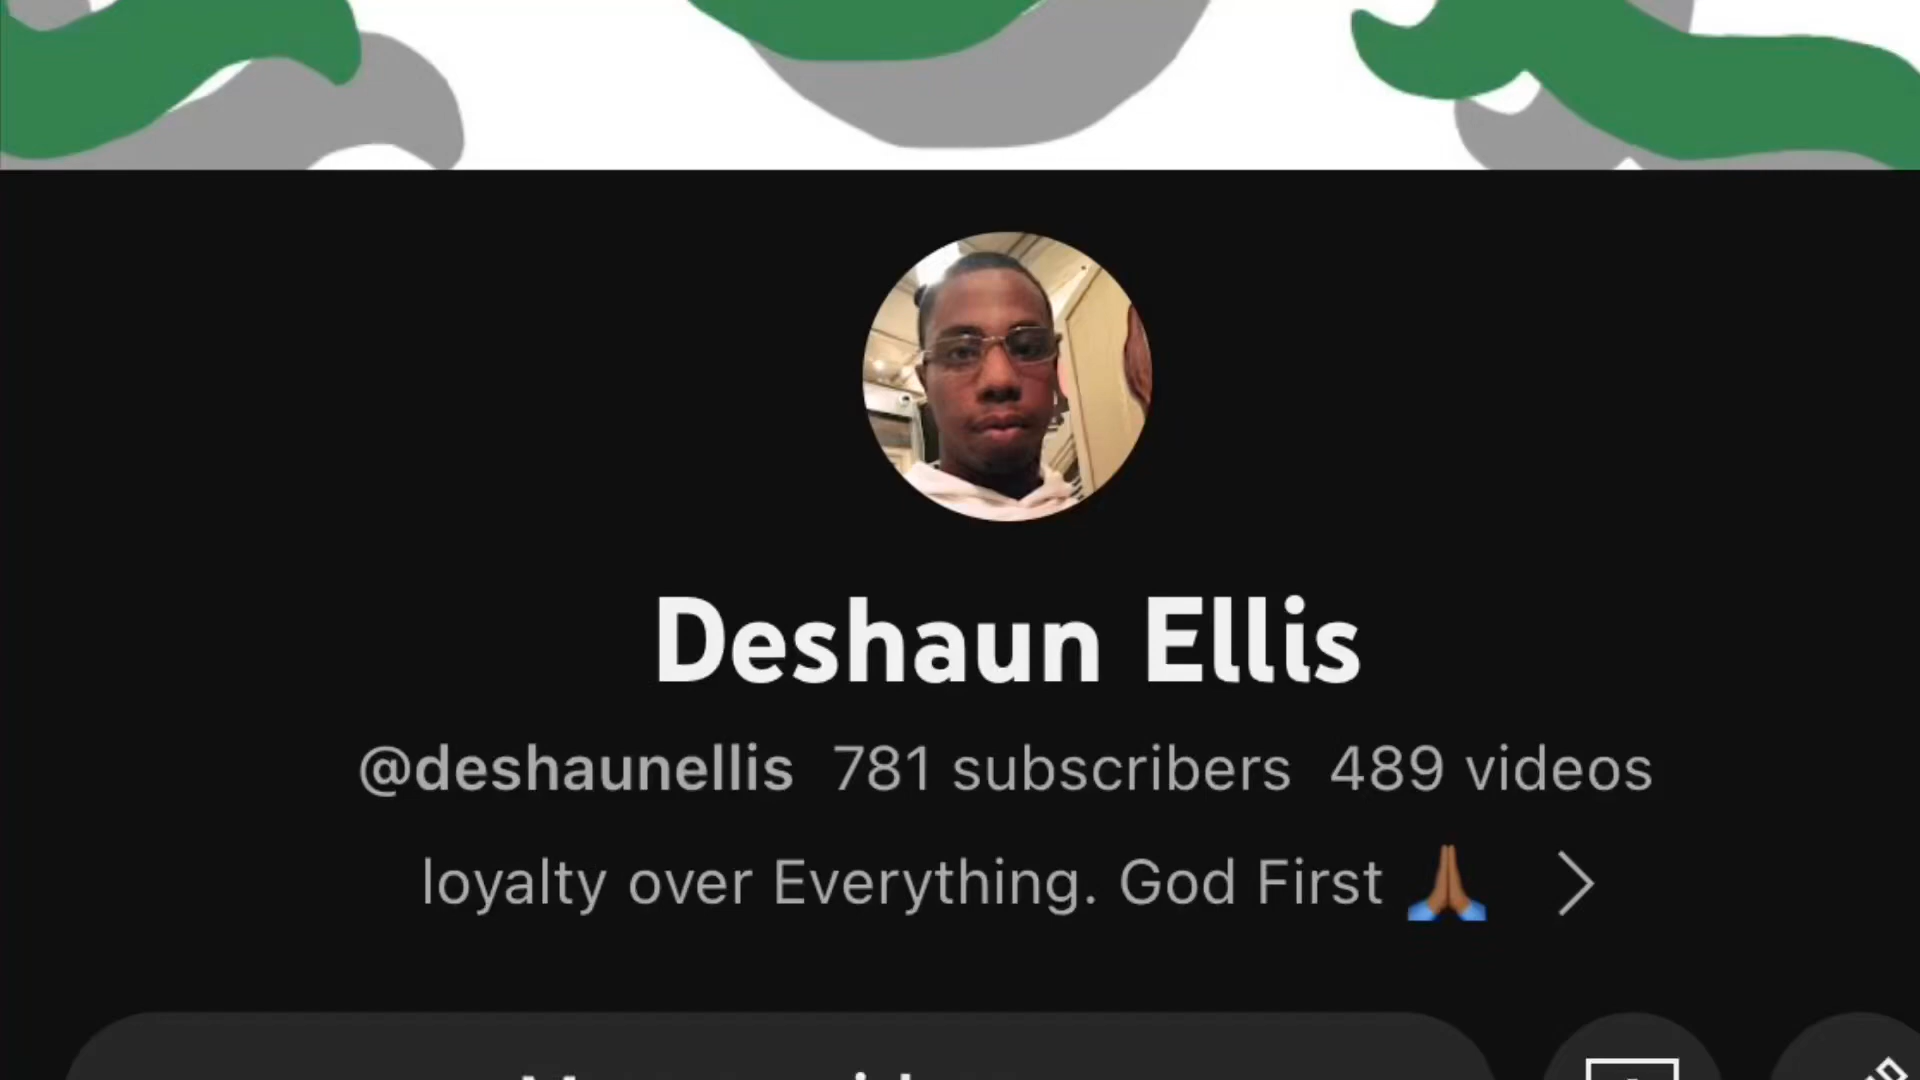 Deshaun Ellis
@deshaunellis 781 subscribers 489 videos
loyalty over Everything. God First 🙏🏾